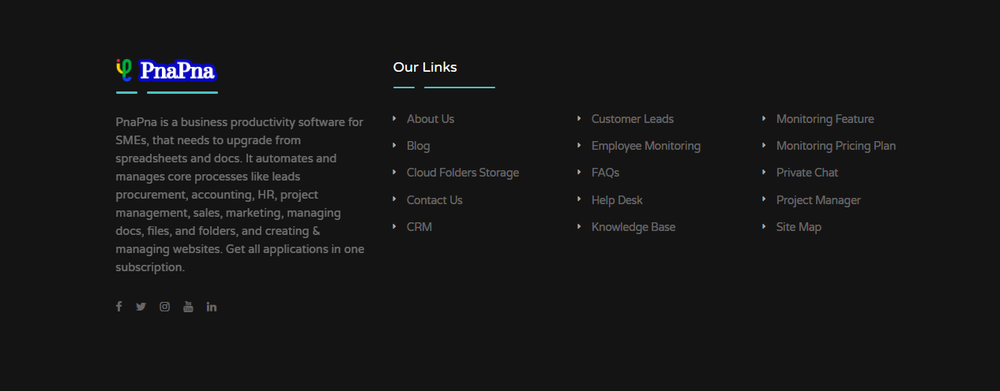 PnaPna
PnaPna is a business productivity software for
SMEs, that needs to upgrade from
spreadsheets and docs. It automates and
manages core processes like leads
procurement, accounting, HR, project
management, sales, marketing, managing
docs, files, and folders, and creating &
managing websites. Get all applications in one
subscription.
Our Links
About Us
Blog
Cloud Folders Storage
Contact Us
CRM
Customer Leads
Employee Monitoring
FAQs
Help Desk
Knowledge Base
Monitoring Feature
Monitoring Pricing Plan
Private Chat
Project Manager
Site Map